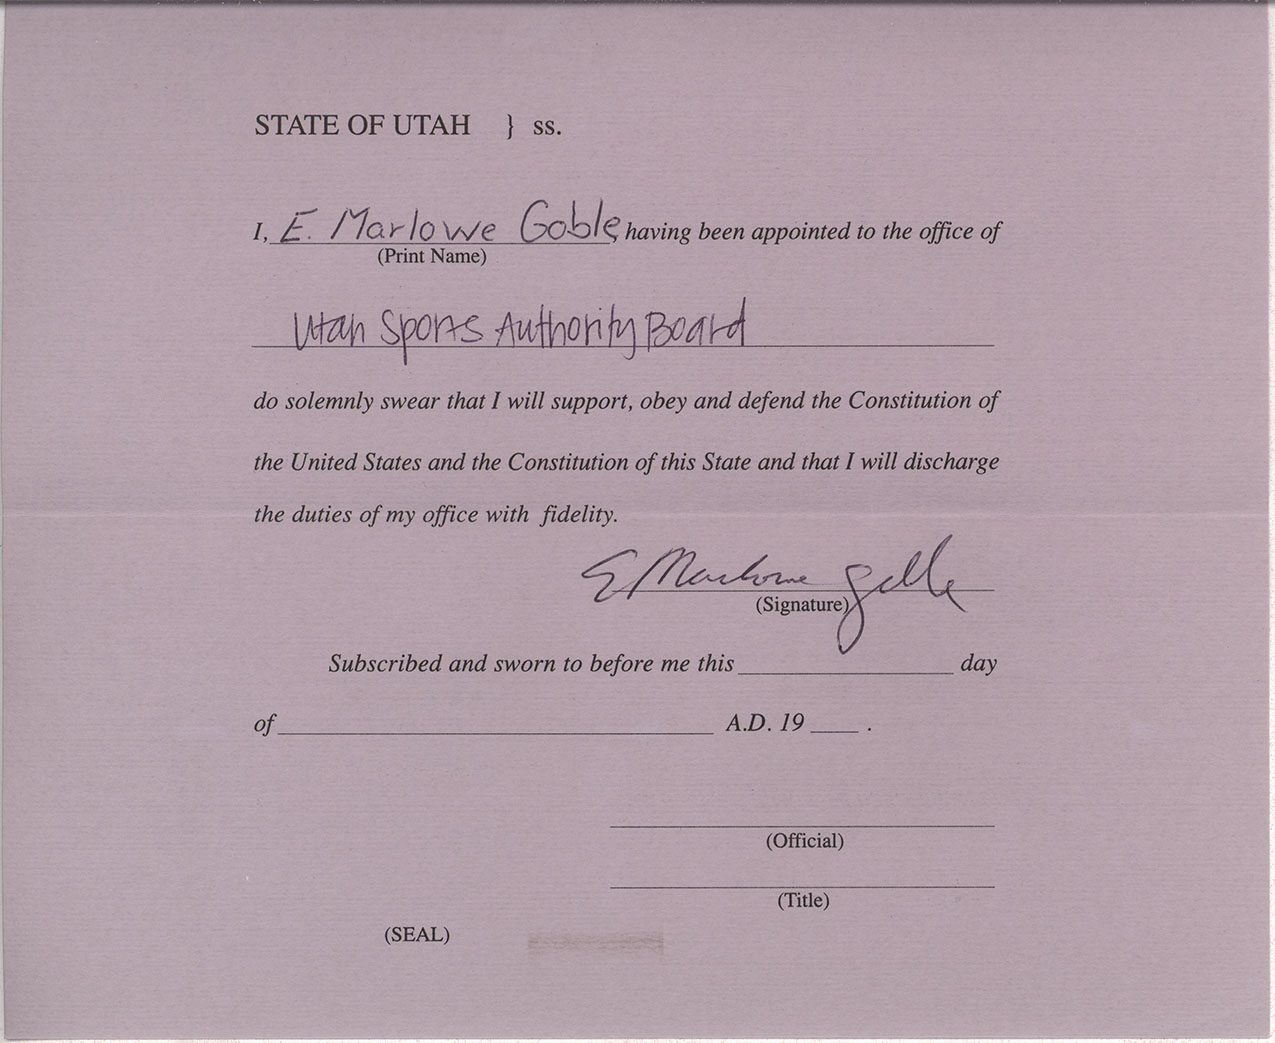 STATE OF UTAH } ss.
I, E. Marlowe Goble, having been appointed to the office of
(Print Name)
Utah Sports Authority Board
do solemnly swear that I will support, obey and defend the Constitution of
the United States and the Constitution of this State and that I will discharge
the duties of my office with fidelity.
E Marlowe Goble
(Signature)
Subscribed and sworn to before me this ____ day
of ____ A.D. 19 ____ .
(Official)
(Title)
(SEAL)